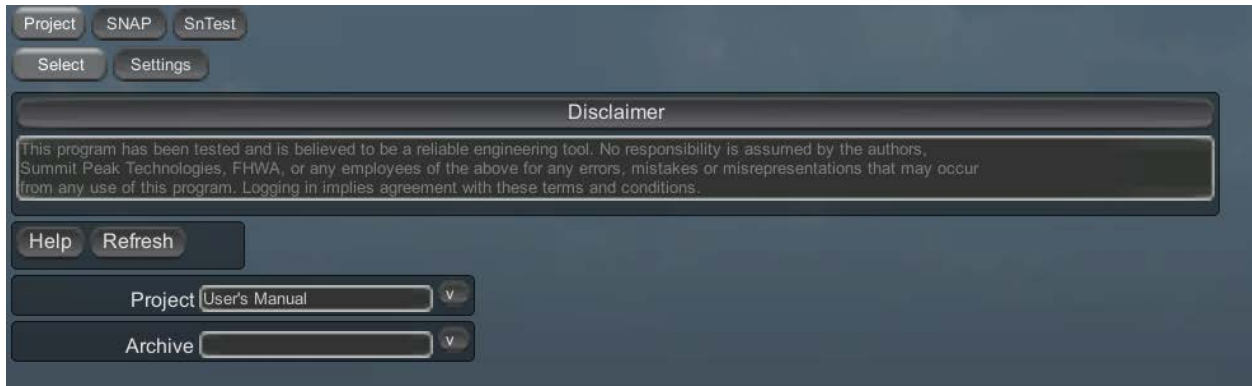 Project SNAP SnTest
Select Settings
Disclaimer
This program has been tested and is believed to be a reliable engineering tool. No responsibility is assumed by the authors,
Summit Peak Technologies, FHWA, or any employees of the above for any errors, mistakes or misrepresentations that may occur
from any use of this program. Logging in implies agreement with these terms and conditions.
Help Refresh
Project User's Manual v
Archive v